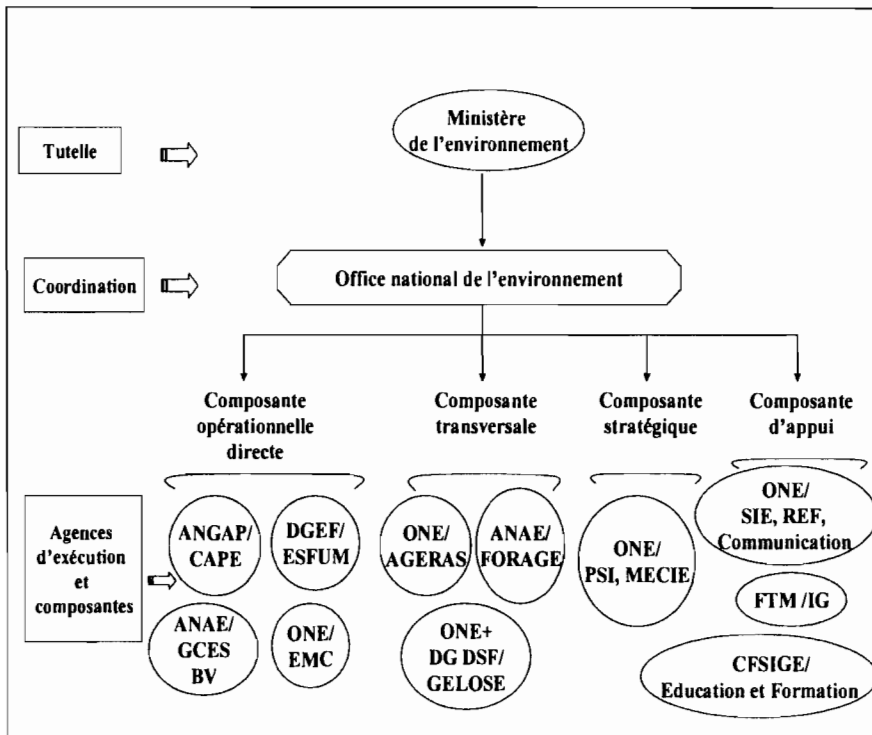 Ministère
de l'environnement
Tutelle
Coordination
Office national de l'environnement
Composante
opérationnelle
directe
Composante
transversale
Composante
stratégique
Composante
d'appui
Agences
d'exécution
et
composantes
ANGAP/
CAPE
DGEF/
ESFUM
ANAE/
GCES
BV
ONE/
EMC
ONE/
AGERAS
ANAE/
FORAGE
ONE+
DG DSF/
GELOSE
ONE/
PSI, MECIE
ONE/
SIE, REF,
Communication
FTM /IG
CFSIGE/
Education et Formation